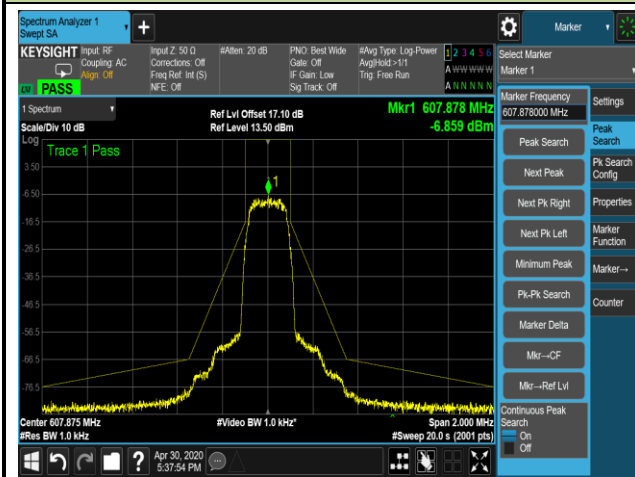 Spectrum Analyzer 1
Swept SA
+
Marker
KEYSIGHT
Input: RF
Coupling: AC
Align: Off
Input Z: 50 Ω
Corrections: Off
Freq Ref: Int (S)
NFE: Off
#Atten: 20 dB
PNO: Best Wide
Gate: Off
IF Gain: Low
Sig Track: Off
#Avg Type: Log-Power
Avg|Hold:>1/1
Trig: Free Run
1 2 3 4 5 6
A W W W W W
A N N N N N
LXI
PASS
Select Marker
Marker 1
1 Spectrum
Scale/Div 10 dB
Ref Lvl Offset 17.10 dB
Ref Level 13.50 dBm
Mkr1 607.878 MHz
-6.859 dBm
Log
Trace 1 Pass
1
3.50
-6.50
-16.5
-26.5
-36.5
-46.5
-56.5
-66.5
-76.5
Center 607.875 MHz
#Res BW 1.0 kHz
#Video BW 1.0 kHz*
Span 2.000 MHz
#Sweep 20.0 s (2001 pts)
Marker Frequency
607.878000 MHz
Peak Search
Next Peak
Next Pk Right
Next Pk Left
Minimum Peak
Pk-Pk Search
Marker Delta
Mkr→CF
Mkr→Ref Lvl
Continuous Peak
Search
On
Off
Settings
Peak
Search
Pk Search
Config
Properties
Marker
Function
Marker→
Counter
?
Apr 30, 2020
5:37:54 PM